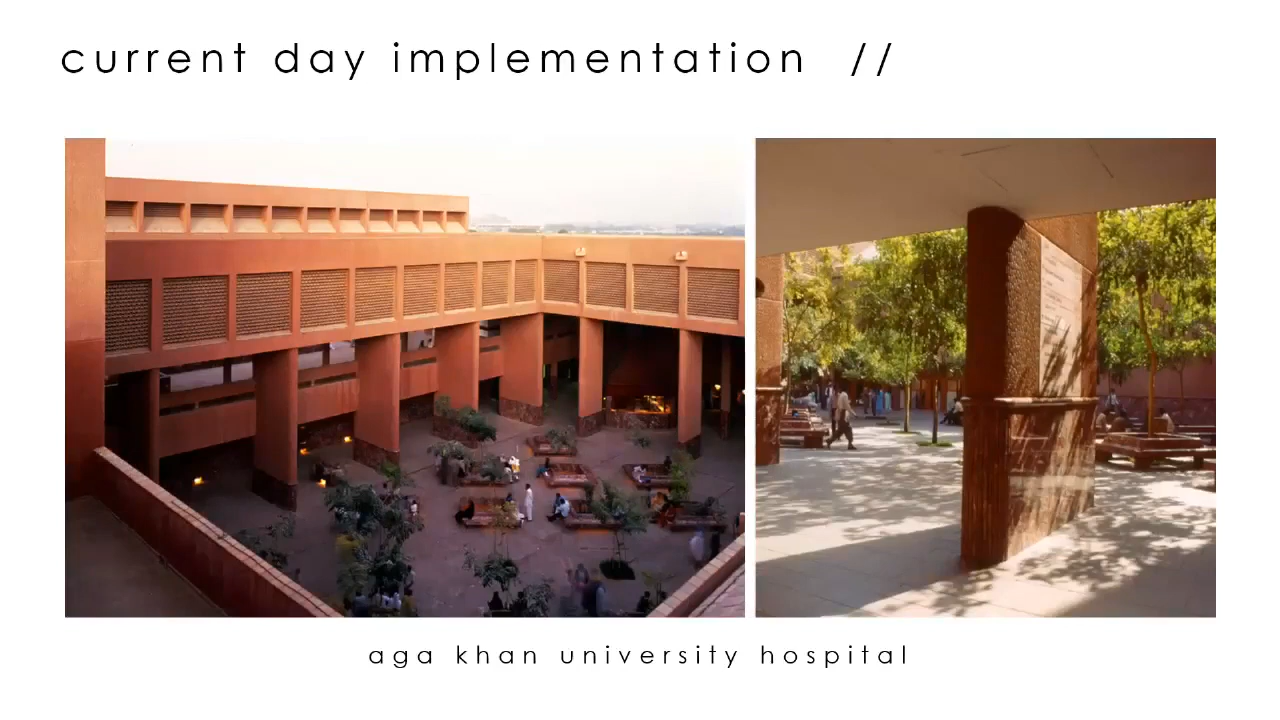 current day implementation //
aga khan university hospital